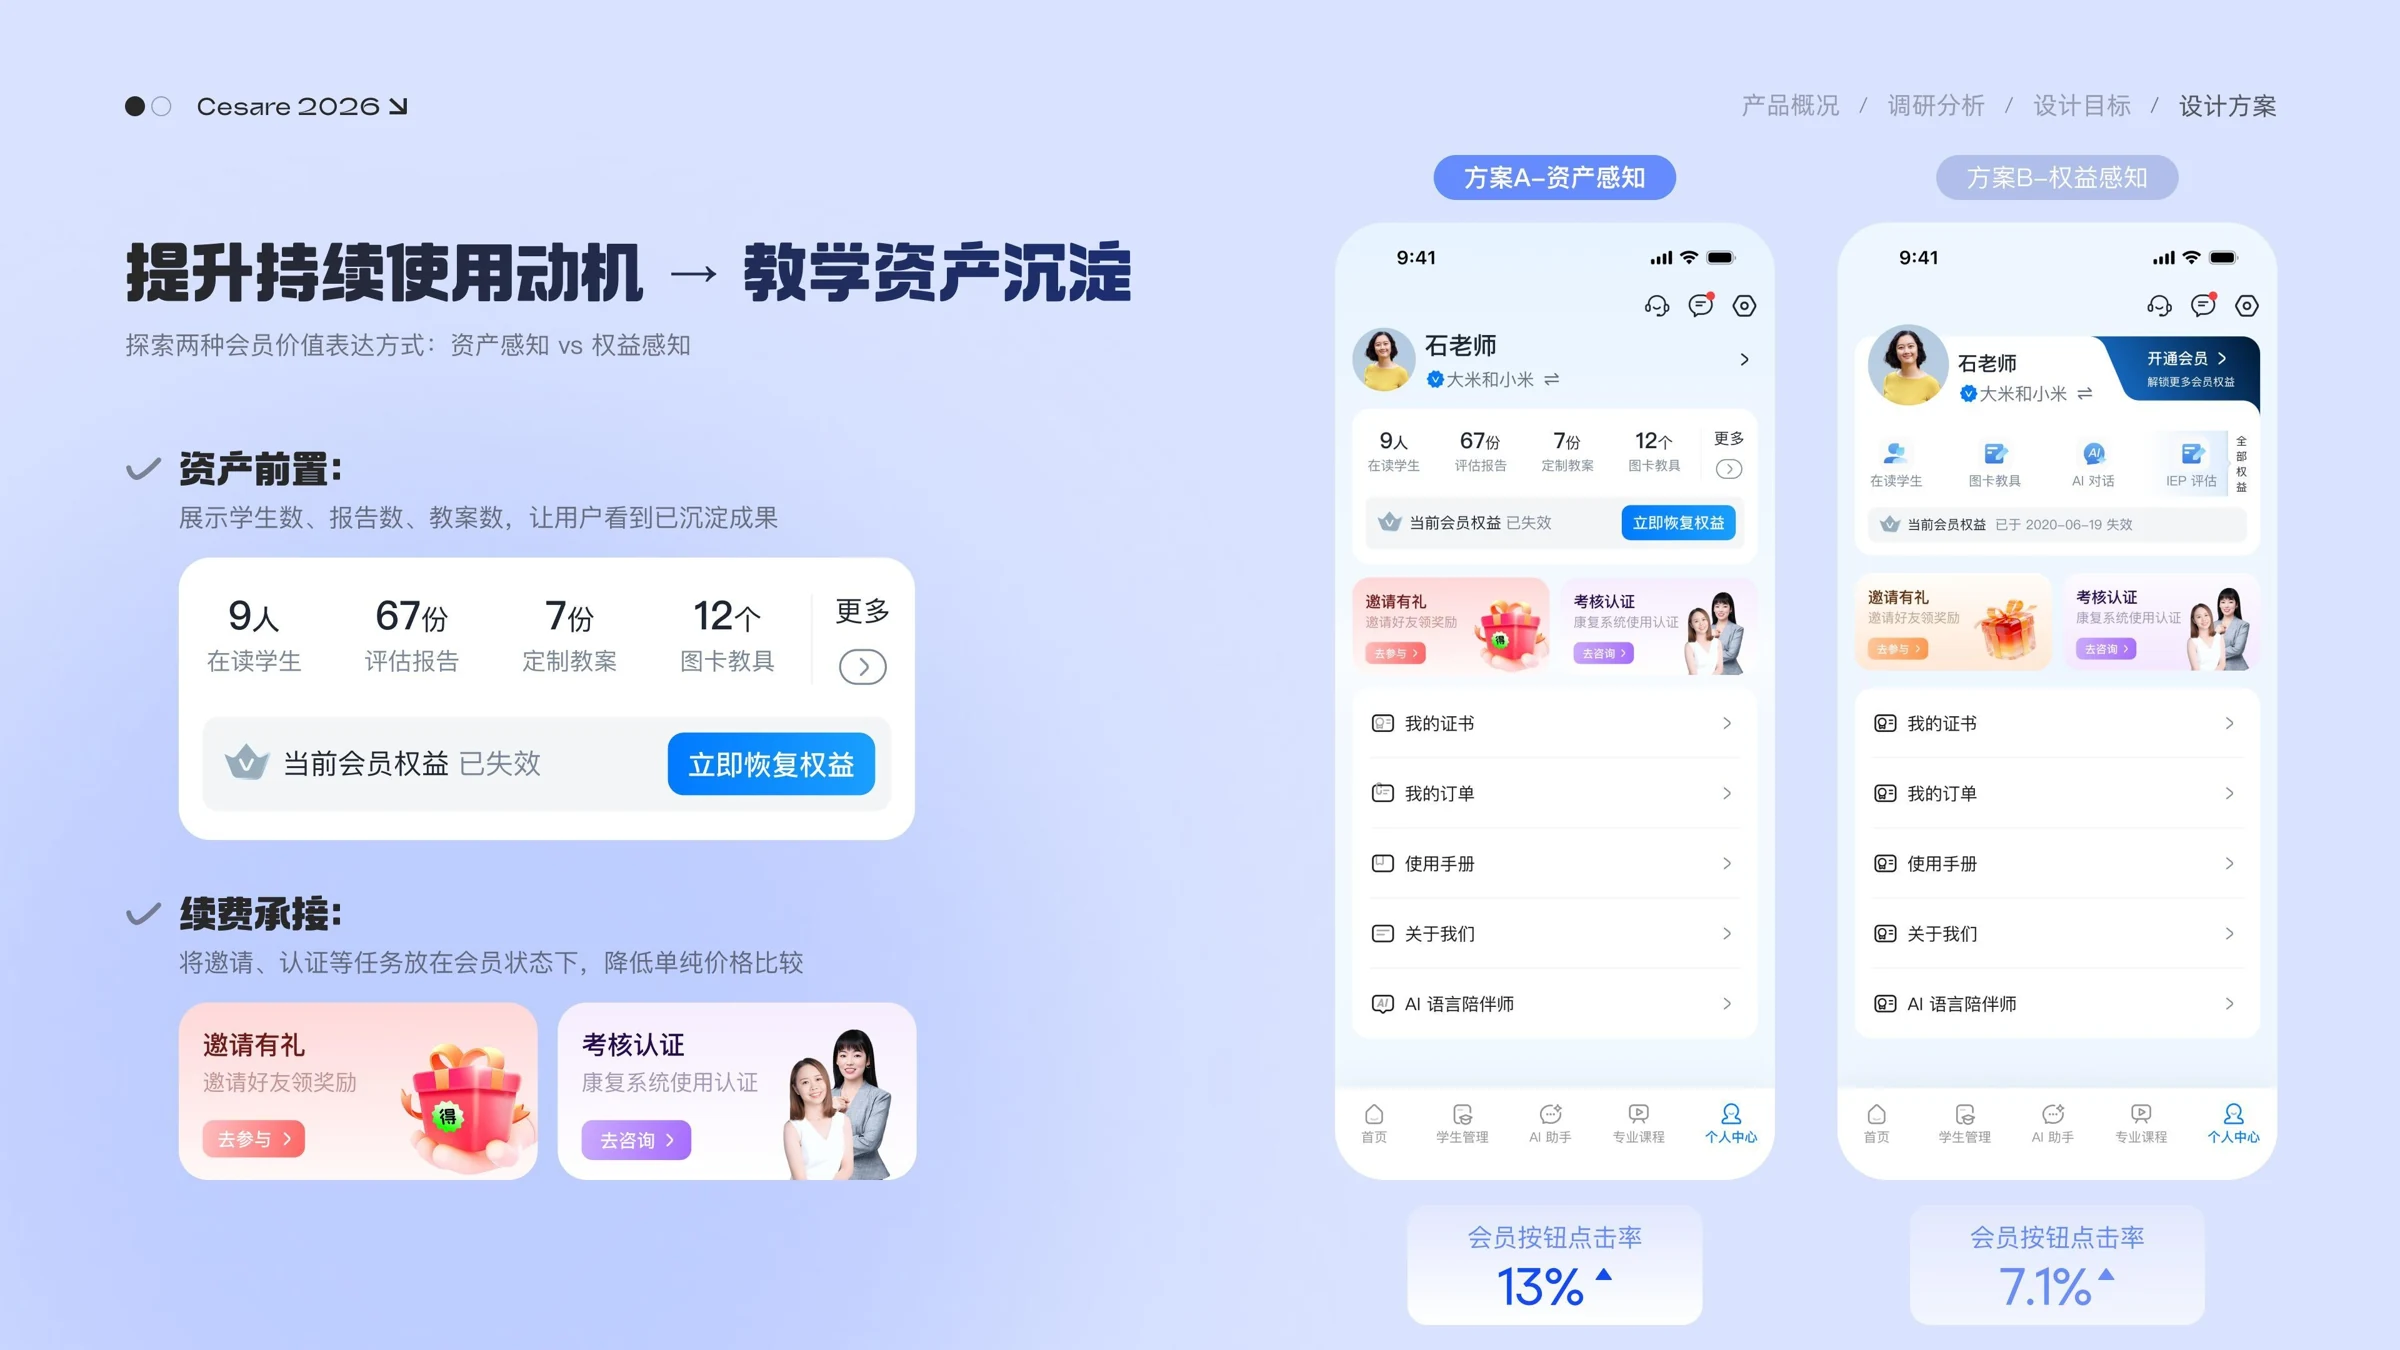 Cesare 2026
产品概况 / 调研分析 / 设计目标 / 设计方案
提升持续使用动机 → 教学资产沉淀
探索两种会员价值表达方式：资产感知 vs 权益感知
资产前置：
展示学生数、报告数、教案数，让用户看到已沉淀成果
9人 67份 7份 12个 更多
在读学生 评估报告 定制教案 图卡教具
当前会员权益 已失效 立即恢复权益
续费承接：
将邀请、认证等任务放在会员状态下，降低单纯价格比较
邀请有礼
邀请好友领奖励
去参与
得
考核认证
康复系统使用认证
去咨询
方案A-资产感知
9:41
石老师
大米和小米
9人 67份 7份 12个 更多
在读学生 评估报告 定制教案 图卡教具
当前会员权益 已失效 立即恢复权益
邀请有礼
邀请好友领奖励
去参与
得
考核认证
康复系统使用认证
去咨询
我的证书
我的订单
使用手册
关于我们
AI 语言陪伴师
首页 学生管理 AI 助手 专业课程 个人中心
会员按钮点击率
13%
方案B-权益感知
9:41
石老师
大米和小米
开通会员
解锁更多会员权益
AI
在读学生 图卡教具 AI 对话 IEP 评估
全部权益
当前会员权益 已于 2020-06-19 失效
邀请有礼
邀请好友领奖励
去参与
考核认证
康复系统使用认证
去咨询
我的证书
我的订单
使用手册
关于我们
AI 语言陪伴师
首页 学生管理 AI 助手 专业课程 个人中心
会员按钮点击率
7.1%